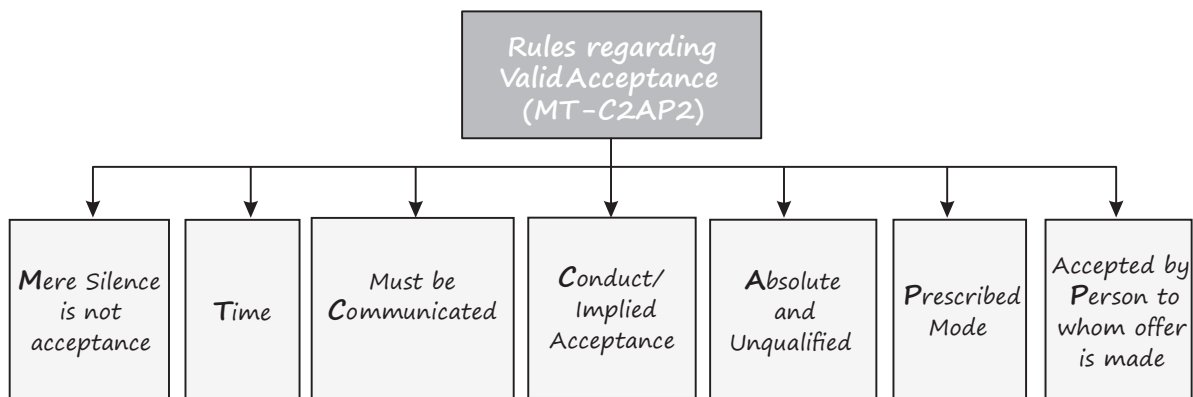 Rules regarding
Valid Acceptance
(MT-C2AP2)
Mere Silence
is not
acceptance
Time
Must be
Communicated
Conduct/
Implied
Acceptance
Absolute
and
Unqualified
Prescribed
Mode
Accepted by
Person to
whom offer
is made